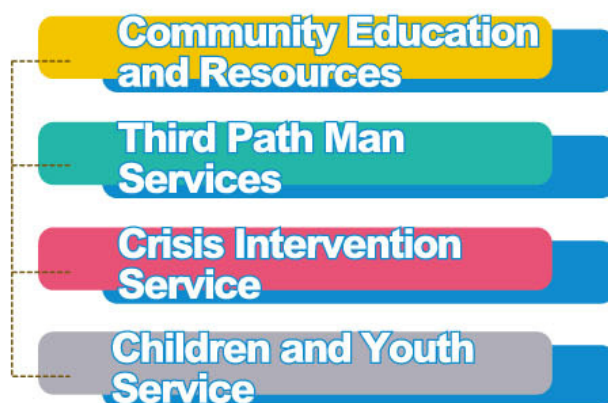 Community Education
and Resources
Third Path Man
Services
Crisis Intervention
Service
Children and Youth
Service